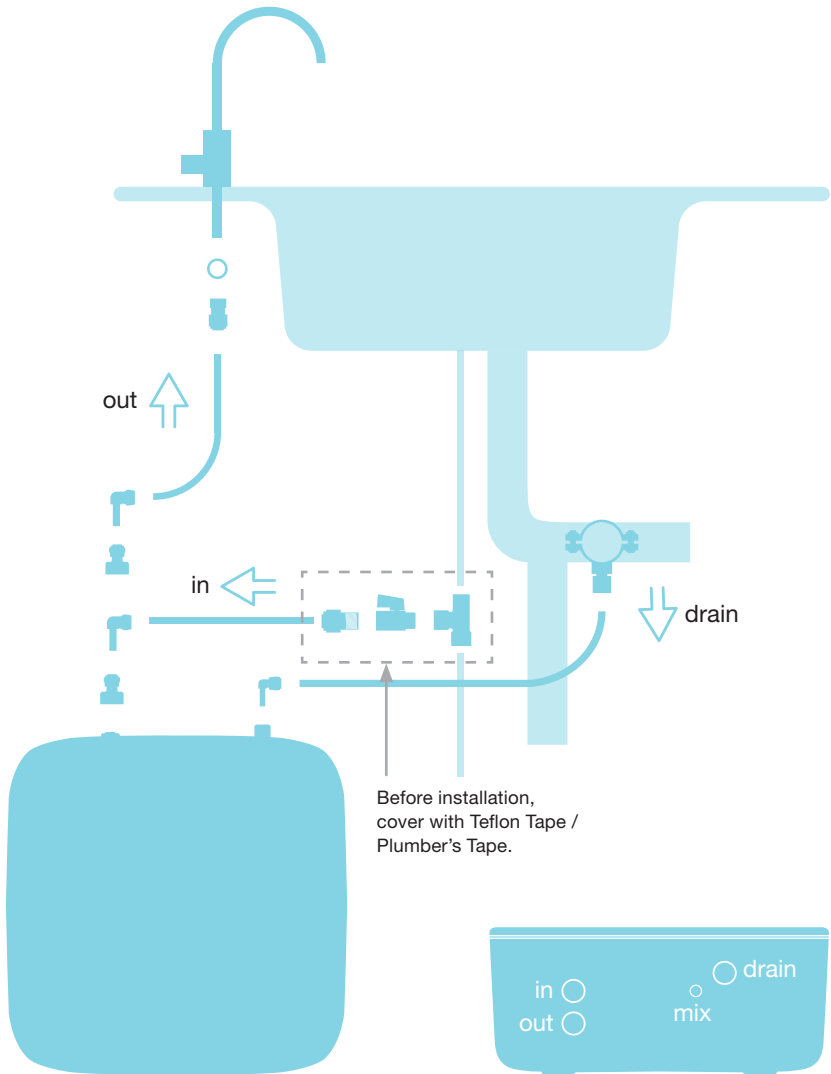 out
in
drain
Before installation,
cover with Teflon Tape /
Plumber's Tape.
drain
in
mix
out